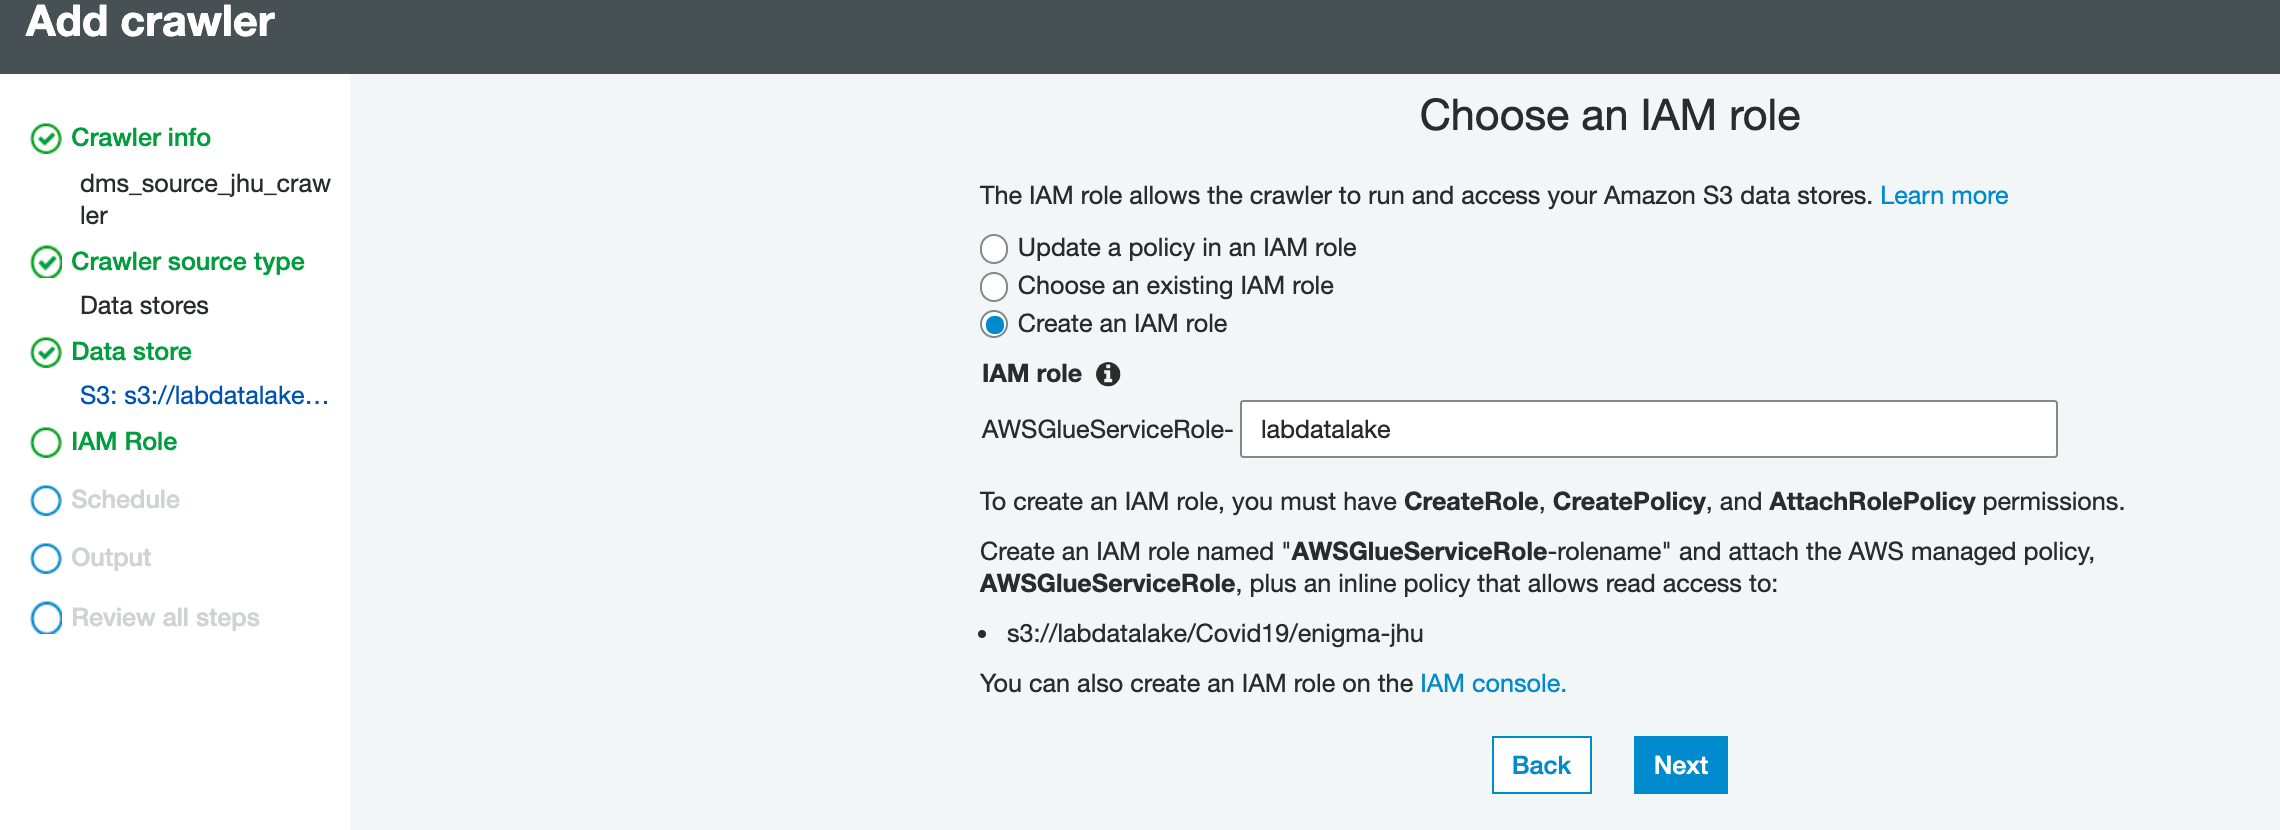 Add crawler
Crawler info
dms_source_jhu_craw
ler
Crawler source type
Data stores
Data store
S3: s3://labdatalake...
IAM Role
Schedule
Output
Review all steps
Choose an IAM role
The IAM role allows the crawler to run and access your Amazon S3 data stores. Learn more
Update a policy in an IAM role
Choose an existing IAM role
Create an IAM role
IAM role
AWSGlueServiceRole- labdatalake
To create an IAM role, you must have CreateRole, CreatePolicy, and AttachRolePolicy permissions.
Create an IAM role named "AWSGlueServiceRole-rolename" and attach the AWS managed policy,
AWSGlueServiceRole, plus an inline policy that allows read access to:
• s3://labdatalake/Covid19/enigma-jhu
You can also create an IAM role on the IAM console.
Back Next